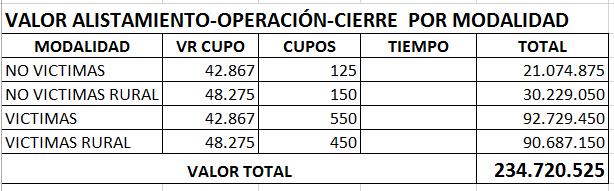 VALOR ALISTAMIENTO-OPERACIÓN-CIERRE POR MODALIDAD
MODALIDAD VR CUPO CUPOS TIEMPO TOTAL
NO VICTIMAS 42.867 125 21.074.875
NO VICTIMAS RURAL 48.275 150 30.229.050
VICTIMAS 42.867 550 92.729.450
VICTIMAS RURAL 48.275 450 90.687.150
VALOR TOTAL 234.720.525